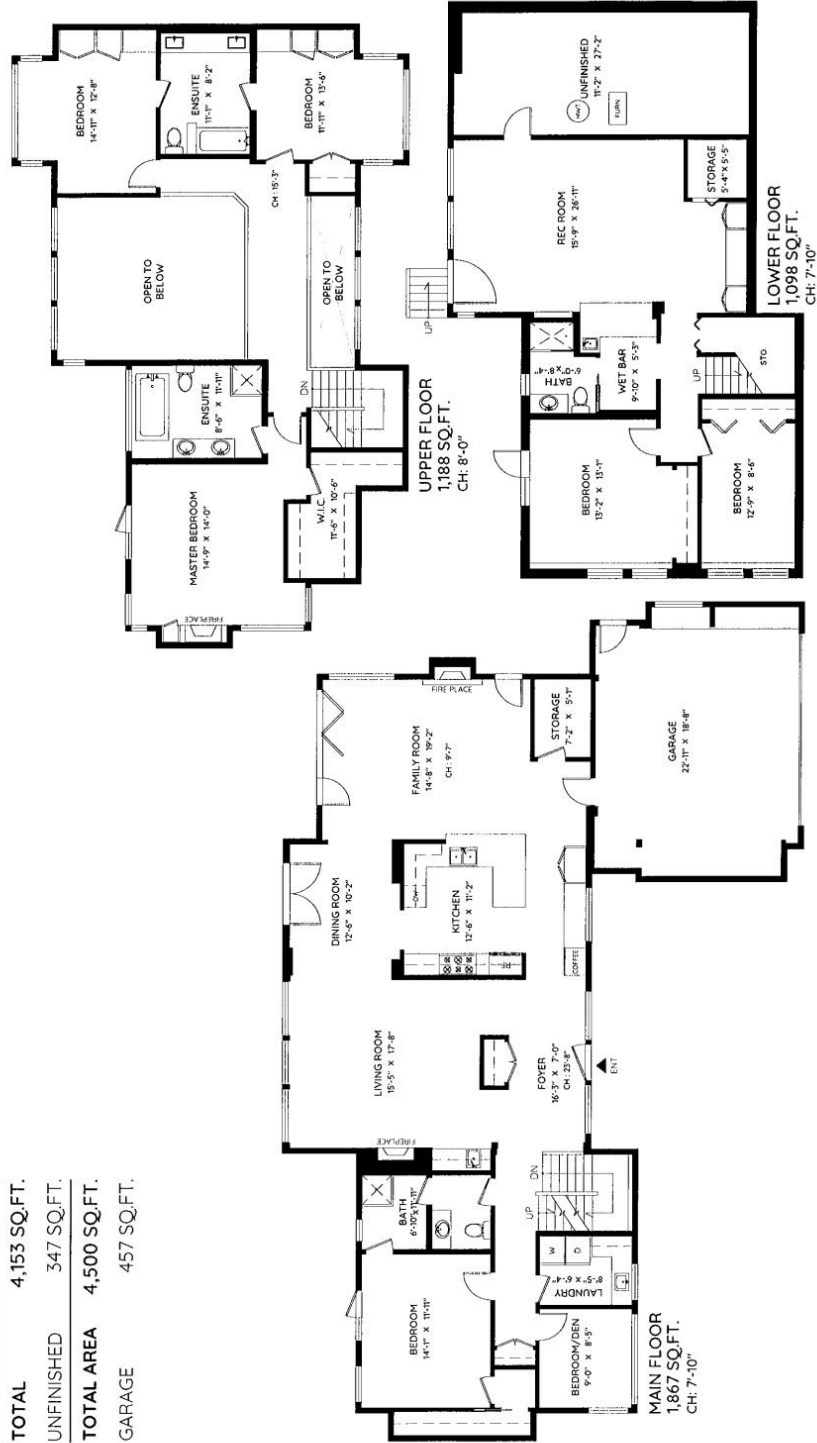 TOTAL 4,153 SQ.FT.
UNFINISHED 347 SQ.FT.
TOTAL AREA 4,500 SQ.FT.
GARAGE 457 SQ.FT.
BEDROOM
14'-11" X 12'-8"
ENSUITE
11'-1" X 8'-2"
BEDROOM
11'-11" X 13'-6"
CH : 15'-3"
OPEN TO
BELOW
OPEN TO
BELOW
ENSUITE
8'-6" X 11'-11"
DN
MASTER BEDROOM
14'-9" X 14'-0"
W.I.C.
11'-6" X 10'-6"
FIREPLACE
UPPER FLOOR
1,188 SQ.FT.
CH: 8'-0"
UNFINISHED
11'-2" X 27'-2"
HWT
FURN
REC ROOM
15'-9" X 26'-11"
STORAGE
5'-4" X 5'-5"
UP
BATH
6'-0" X 8'-4"
WET BAR
9'-10" X 5'-3"
UP
STO.
BEDROOM
13'-2" X 13'-1"
BEDROOM
12'-9" X 8'-6"
LOWER FLOOR
1,098 SQ.FT.
CH: 7'-10"
FIRE PLACE
FAMILY ROOM
14'-8" X 19'-2"
CH : 9'-7"
STORAGE
7'-2" X 5'-1"
GARAGE
22'-11" X 18'-8"
DINING ROOM
12'-6" X 10'-2"
DW
KITCHEN
12'-6" X 11'-2"
COFFEE
LIVING ROOM
15'-5" X 17'-8"
FIREPLACE
FOYER
16'-3" X 7'-0"
CH : 23'-8"
ENT
BATH
6'-10" X 11'-11"
UP
DN
BEDROOM
14'-1" X 11'-11"
W
D
LAUNDRY
8'-5" X 6'-4"
BEDROOM/DEN
9'-0" X 8'-5"
MAIN FLOOR
1,867 SQ.FT.
CH: 7'-10"